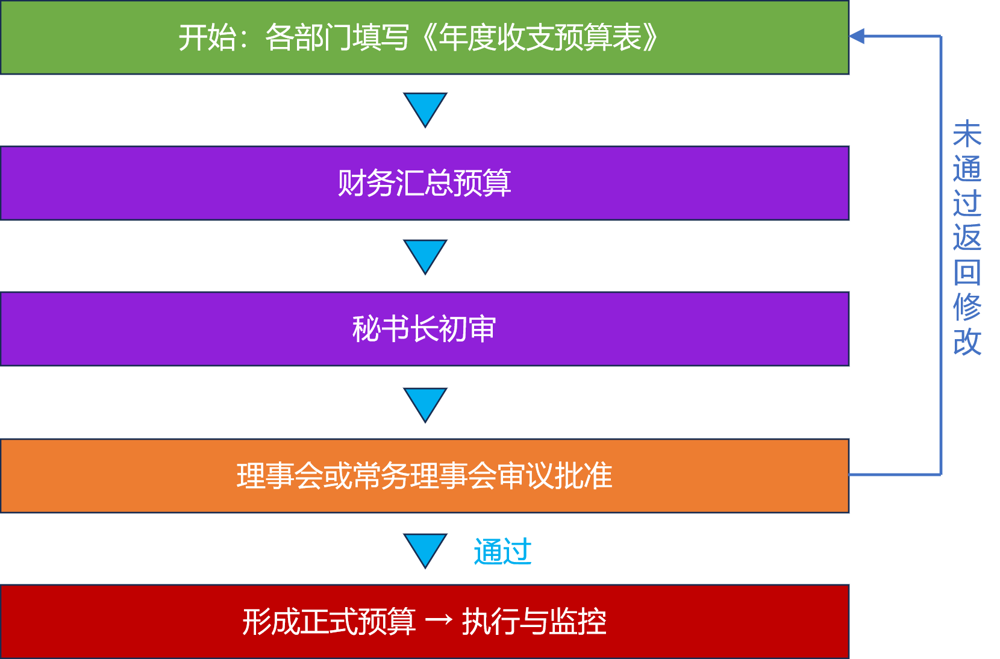 开始：各部门填写《年度收支预算表》
财务汇总预算
秘书长初审
理事会或常务理事会审议批准
未通过返回修改
通过
形成正式预算 → 执行与监控